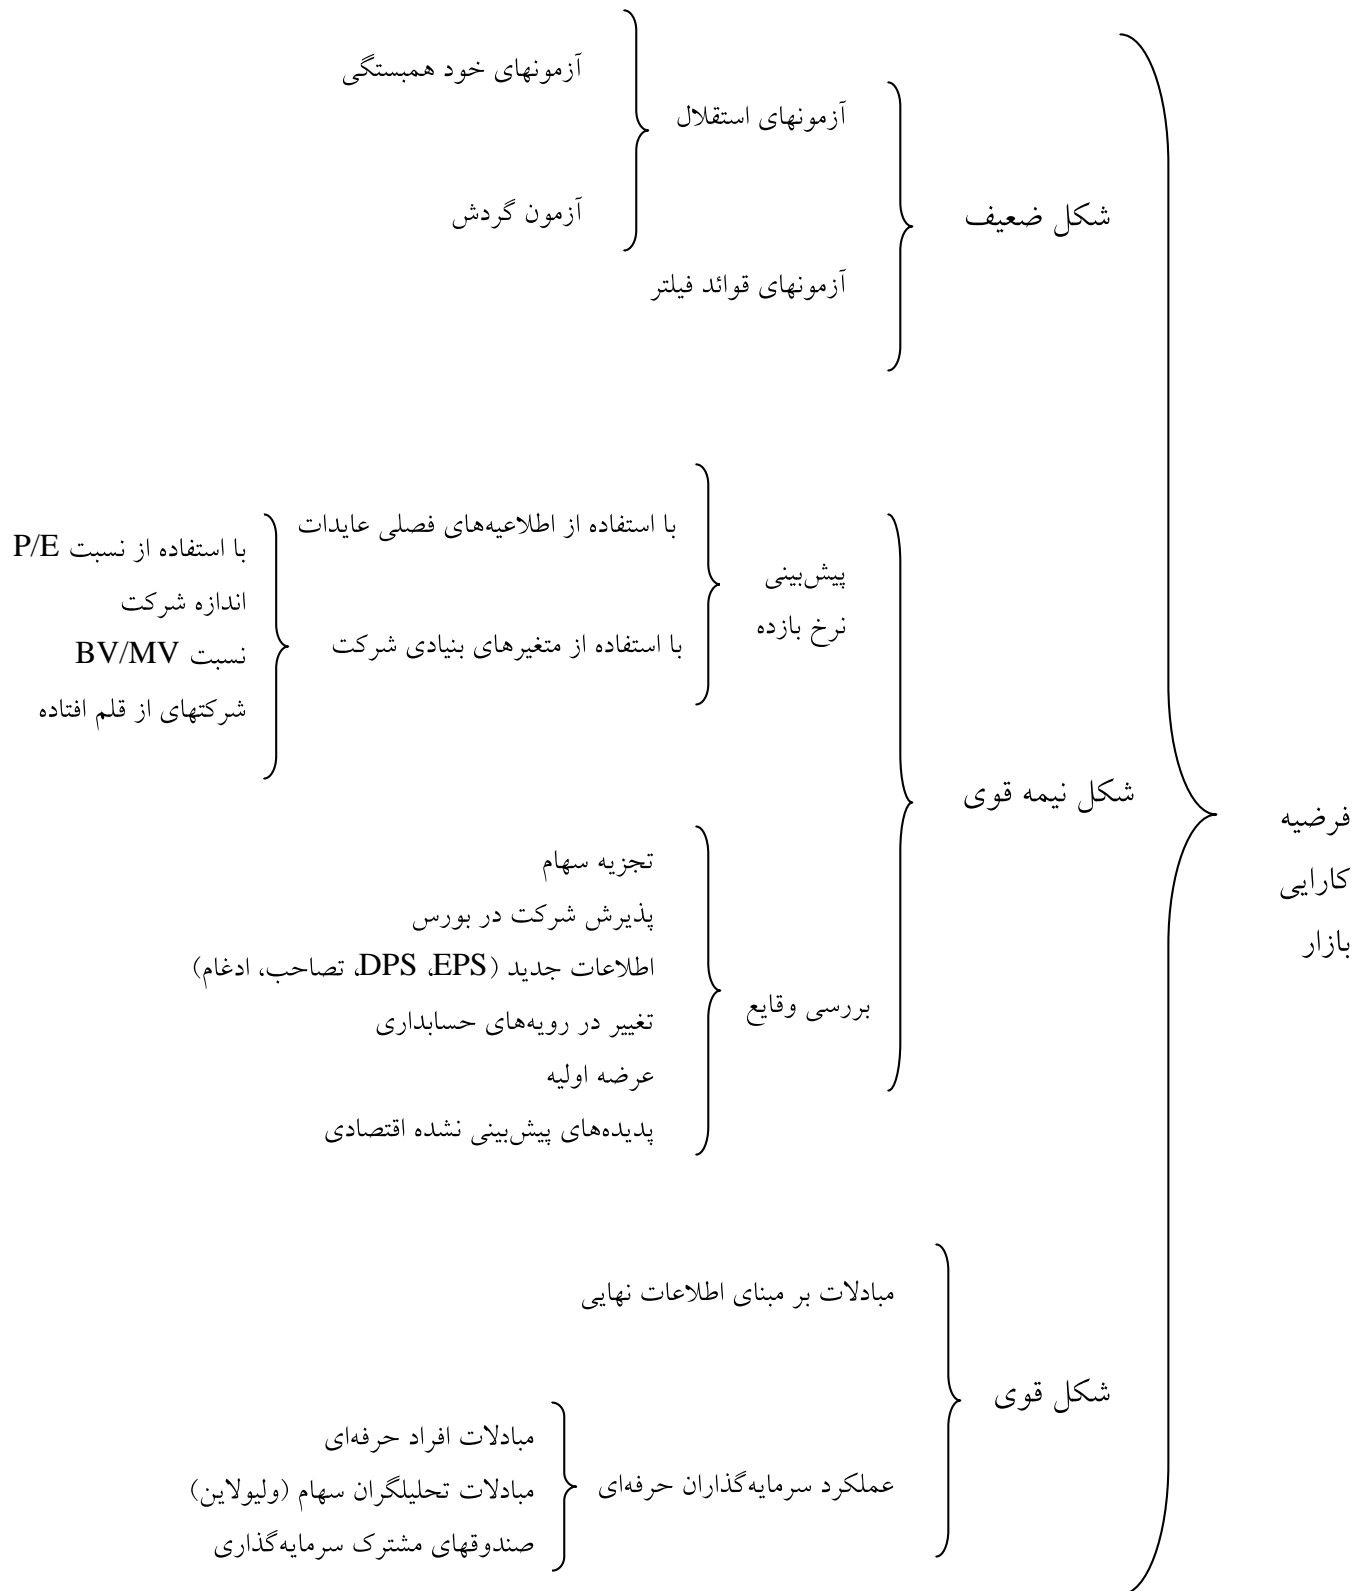 فرضیه
کارایی
بازار
شکل ضعیف
آزمونهای استقلال
آزمونهای خود همبستگی
آزمون گردش
آزمونهای قوائد فیلتر
شکل نیمه قوی
پیش‌بینی
نرخ بازده
با استفاده از اطلاعیه‌های فصلی عایدات
با استفاده از متغیرهای بنیادی شرکت
با استفاده از نسبت P/E
اندازه شرکت
نسبت BV/MV
شرکتهای از قلم افتاده
بررسی وقایع
تجزیه سهام
پذیرش شرکت در بورس
اطلاعات جدید (EPS، DPS، تصاحب، ادغام)
تغییر در رویه‌های حسابداری
عرضه اولیه
پدیده‌های پیش‌بینی نشده اقتصادی
شکل قوی
مبادلات بر مبنای اطلاعات نهایی
عملکرد سرمایه‌گذاران حرفه‌ای
مبادلات افراد حرفه‌ای
مبادلات تحلیلگران سهام (ولیولاین)
صندوقهای مشترک سرمایه‌گذاری